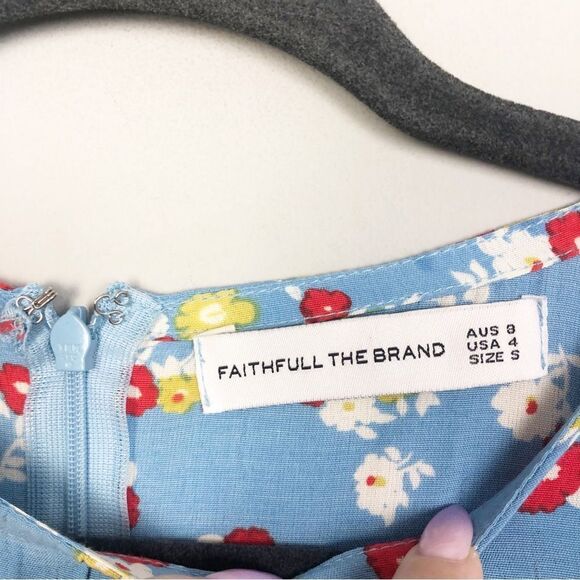 FAITHFULL THE BRAND
AUS 8
USA 4
SIZE S